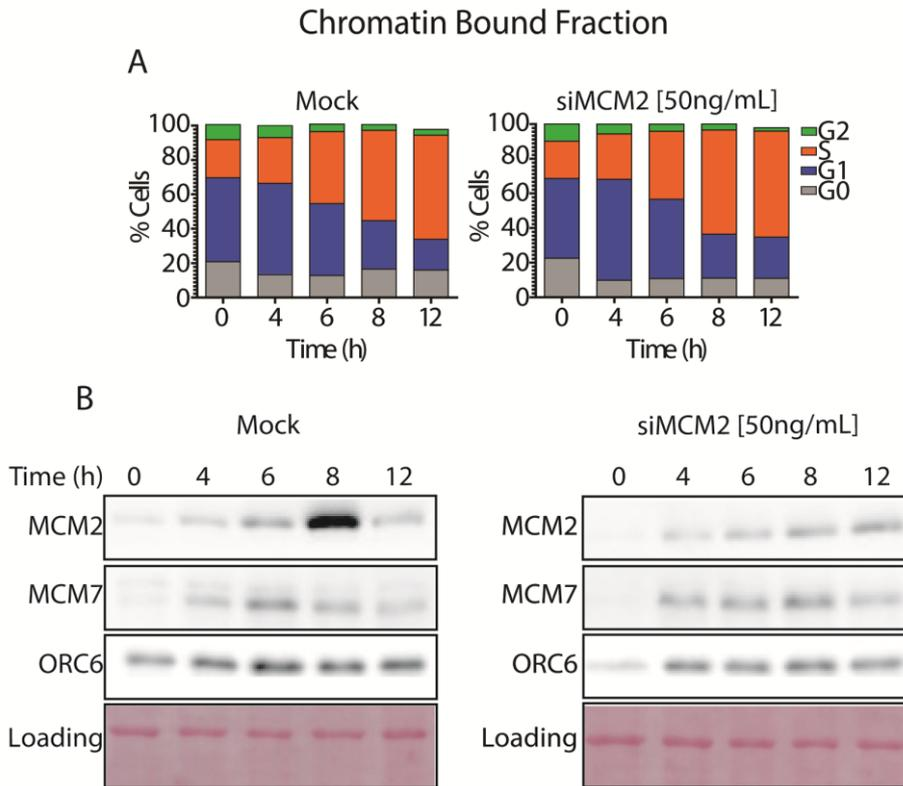 Chromatin Bound Fraction
A
Mock
siMCM2 [50ng/mL]
% Cells
100
80
60
40
20
0
0 4 6 8 12
Time (h)
% Cells
100
80
60
40
20
0
0 4 6 8 12
Time (h)
G2
S
G1
G0
B
Mock
siMCM2 [50ng/mL]
Time (h) 0 4 6 8 12
MCM2
MCM7
ORC6
Loading
0 4 8 12
6
MCM2
MCM7
ORC6
Loading